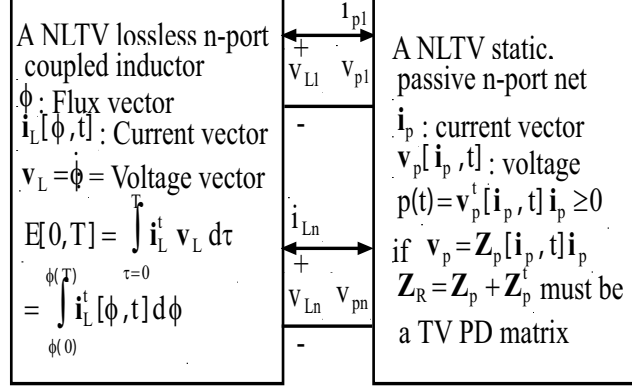 A NLTV lossless n-port
coupled inductor
ϕ : Flux vector
i_L[ϕ ,t] : Current vector
v_L = ϕ̇ = Voltage vector
E[0,T] = ∫_{τ=0}^{T} i_L^t v_L dτ
= ∫_{ϕ(0)}^{ϕ(T)} i_L^t [ϕ ,t] dϕ
i_p1
+
v_L1 v_p1
-
i_Ln
+
v_Ln v_pn
-
A NLTV static,
passive n-port net
i_p : current vector
v_p[ i_p , t] : voltage
p(t) = v_p^t [i_p , t] i_p ≥0
if v_p = Z_p [i_p , t] i_p
Z_R = Z_p + Z_p^t must be
a TV PD matrix